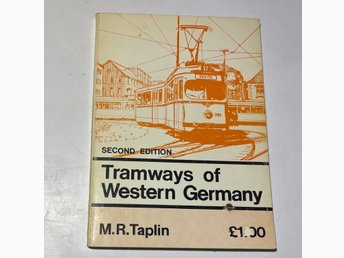 SECOND EDITION
Tramways of
Western Germany
M.R.Taplin £1.00